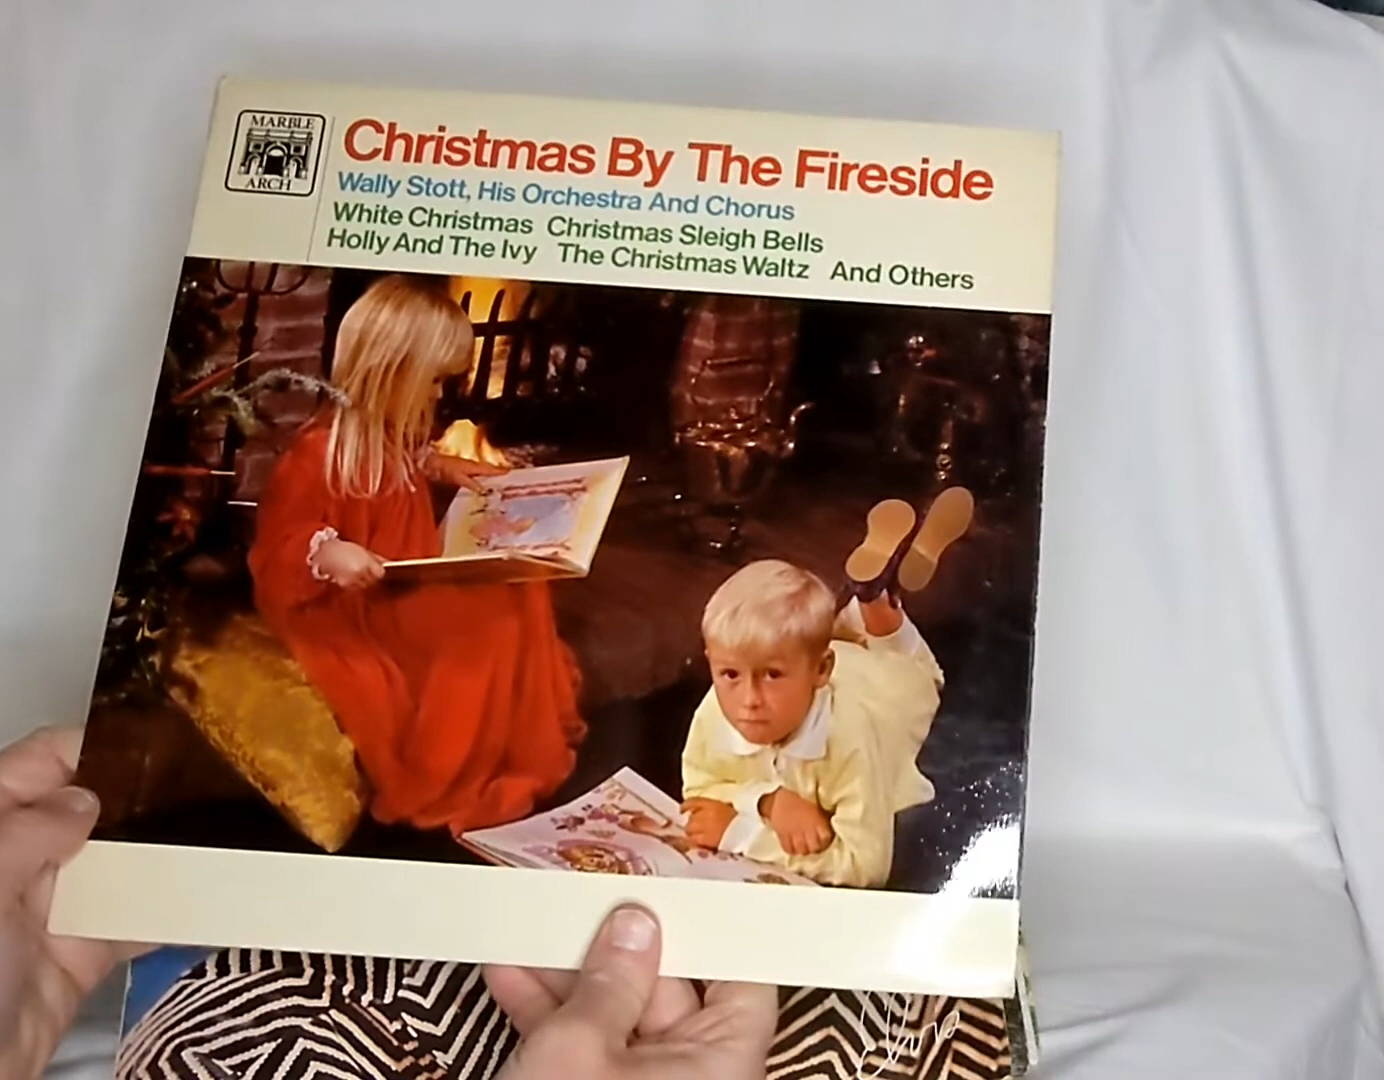 MARBLE
ARCH
Christmas By The Fireside
Wally Stott, His Orchestra And Chorus
White Christmas Christmas Sleigh Bells
Holly And The Ivy The Christmas Waltz And Others
Elvis